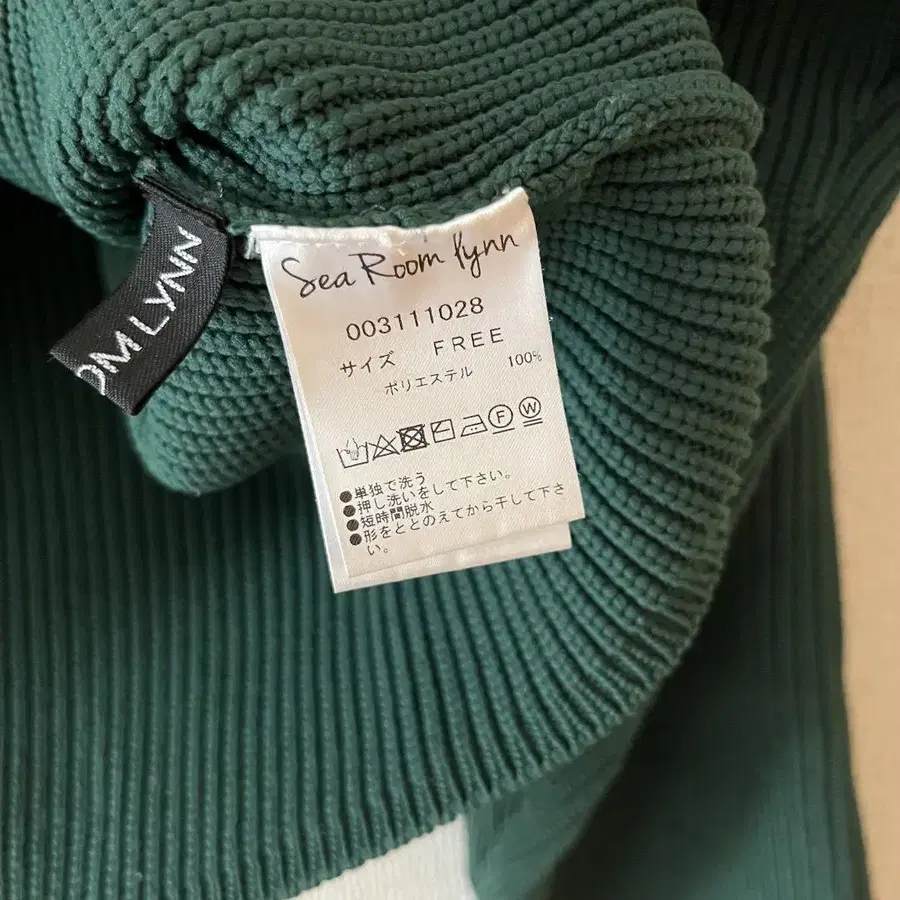 Sea Room lynn
003111028
サイズ FREE
ポリエステル 100%
F W
●単独で洗う
●押し洗いをして下さい。
●短時間脱水
●形をととのえてから干して下さ
い。
OM LYNN